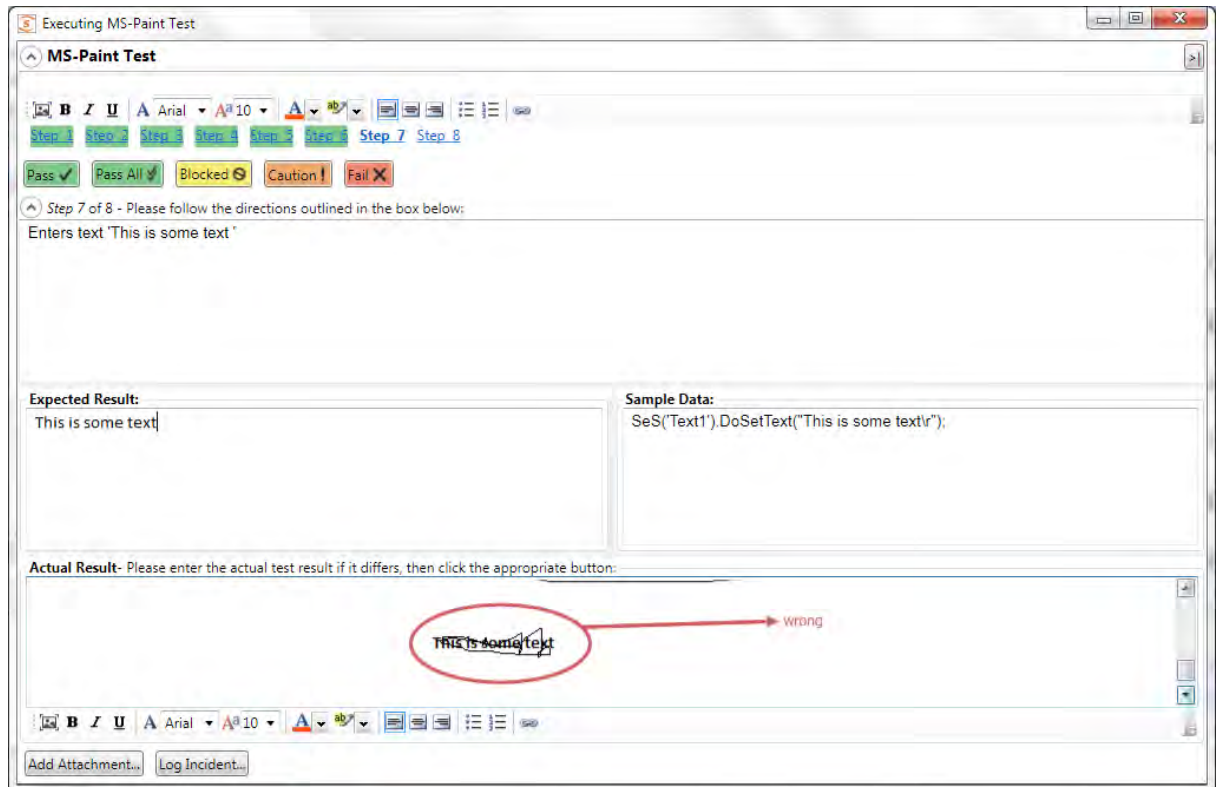 Executing MS-Paint Test
MS-Paint Test
B I U A Arial Aa 10 A ab
Step 1 Step 2 Step 3 Step 4 Step 5 Step 6 Step 7 Step 8
Pass Pass All Blocked Caution ! Fail
Step 7 of 8 - Please follow the directions outlined in the box below:
Enters text 'This is some text '
Expected Result:
This is some text
Sample Data:
SeS('Text1').DoSetText("This is some text\r");
Actual Result- Please enter the actual test result if it differs, then click the appropriate button:
This is some text
wrong
B I U A Arial Aa 10 A ab
Add Attachment... Log Incident...